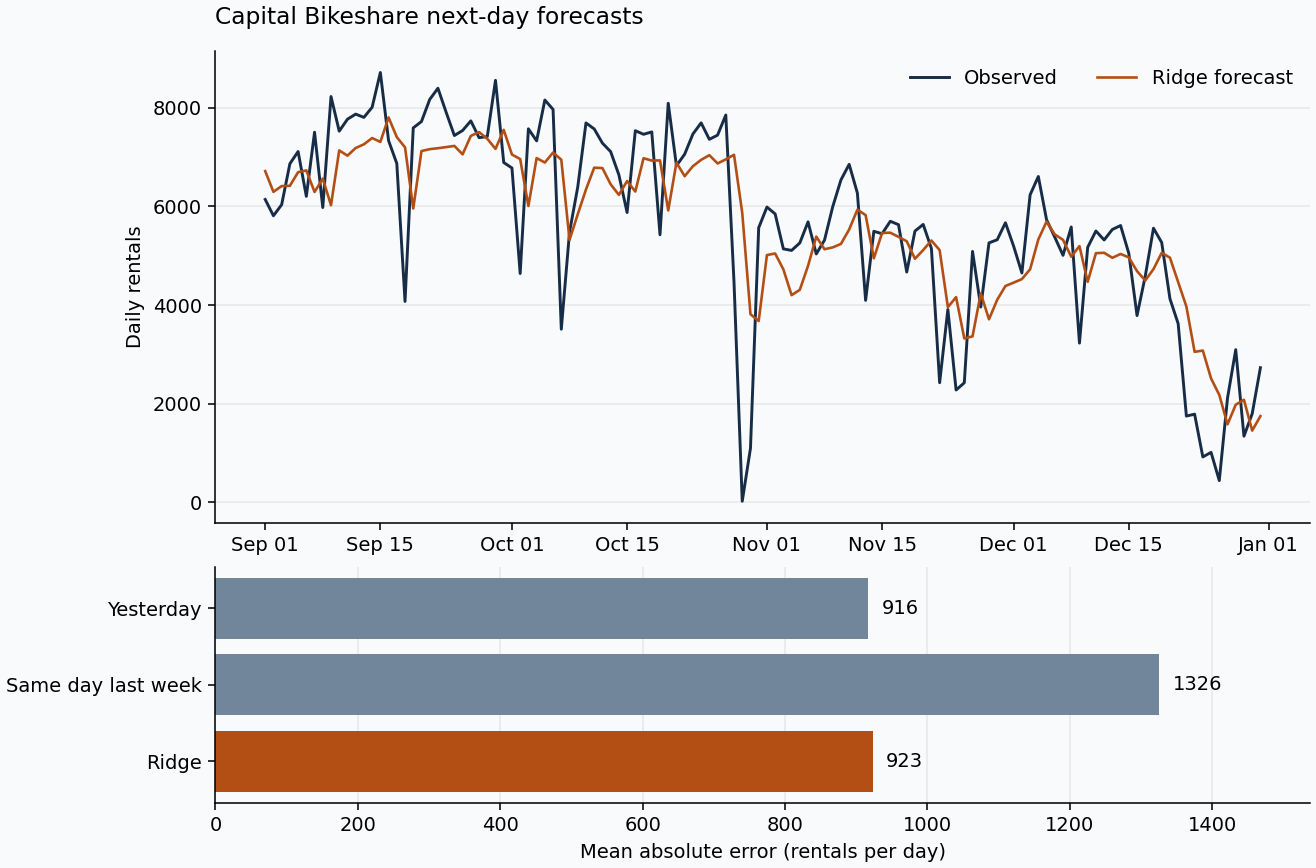 Capital Bikeshare next-day forecasts
Observed
Ridge forecast
Daily rentals
8000
6000
4000
2000
0
Sep 01
Sep 15
Oct 01
Oct 15
Nov 01
Nov 15
Dec 01
Dec 15
Jan 01
Yesterday
916
Same day last week
1326
Ridge
923
0
200
400
600
800
1000
1200
1400
Mean absolute error (rentals per day)